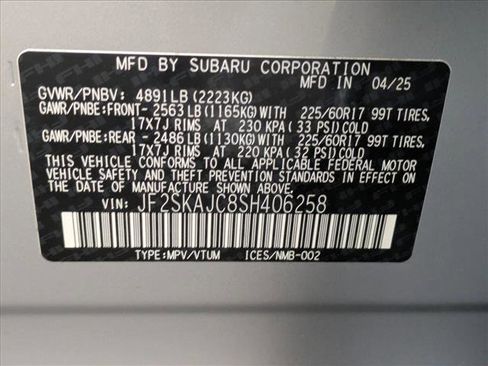 MFD BY SUBARU CORPORATION
GVWR/PNBV: 4891LB (2223KG) MFD IN 04/25
GAWR/PNBE:FRONT- 2563LB (1165KG)WITH 225/60R17 99T TIRES,
17X7J RIMS AT 230 KPA (33 PSI)COLD
GAWR/PNBE:REAR - 2486LB (1130KG)WITH 225/60R17 99T TIRES,
17X7J RIMS AT 220 KPA (32 PSI)COLD
THIS VEHICLE CONFORMS TO ALL APPLICABLE FEDERAL MOTOR
VEHICLE SAFETY AND THEFT PREVENTION STANDARDS IN EFFECT
ON THE DATE OF MANUFACTURE SHOWN ABOVE.
VIN: JF2SKAJC8SH406258
TYPE:MPV/VTUM ICES/NMB-002